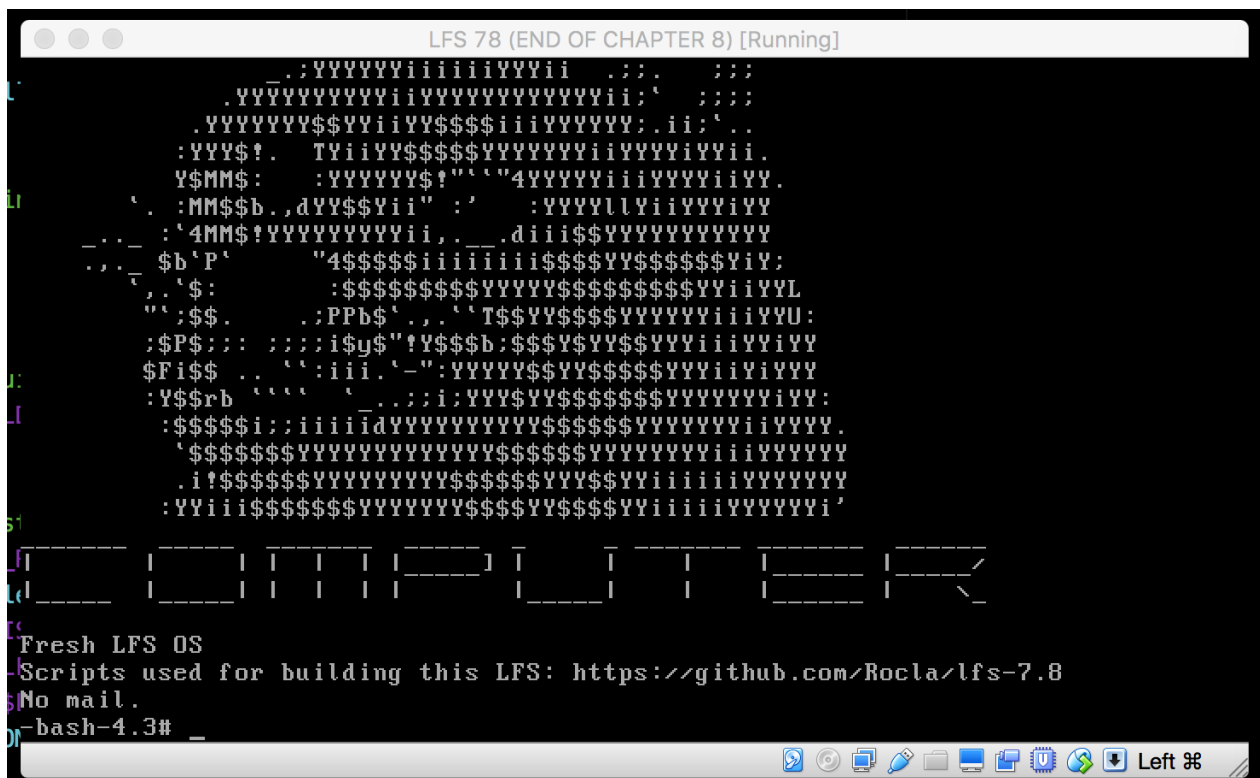 LFS 78 (END OF CHAPTER 8) [Running]
COMPUTER
Fresh LFS OS
Scripts used for building this LFS: https://github.com/Rocla/lfs-7.8
No mail.
-bash-4.3# _
Left ⌘